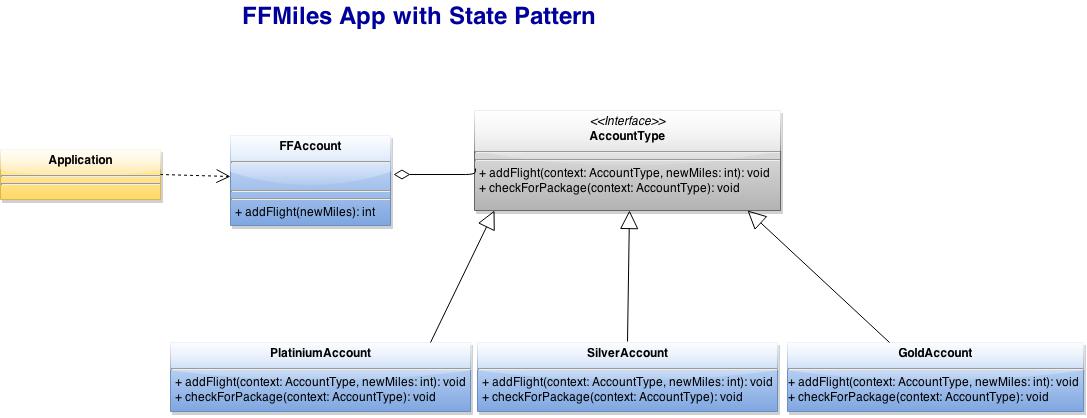 FFMiles App with State Pattern
Application
FFAccount
+ addFlight(newMiles): int
<<Interface>>
AccountType
+ addFlight(context: AccountType, newMiles: int): void
+ checkForPackage(context: AccountType): void
PlatiniumAccount
+ addFlight(context: AccountType, newMiles: int): void
+ checkForPackage(context: AccountType): void
SilverAccount
+ addFlight(context: AccountType, newMiles: int): void
+ checkForPackage(context: AccountType): void
GoldAccount
+ addFlight(context: AccountType, newMiles: int): void
+ checkForPackage(context: AccountType): void